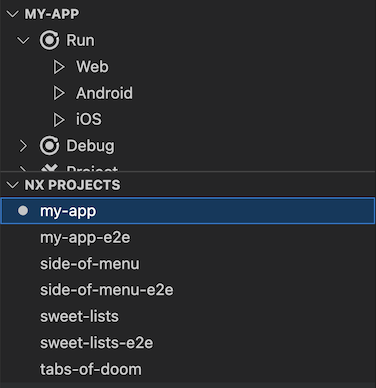 MY-APP
Run
Web
Android
iOS
Debug
Project
NX PROJECTS
my-app
my-app-e2e
side-of-menu
side-of-menu-e2e
sweet-lists
sweet-lists-e2e
tabs-of-doom